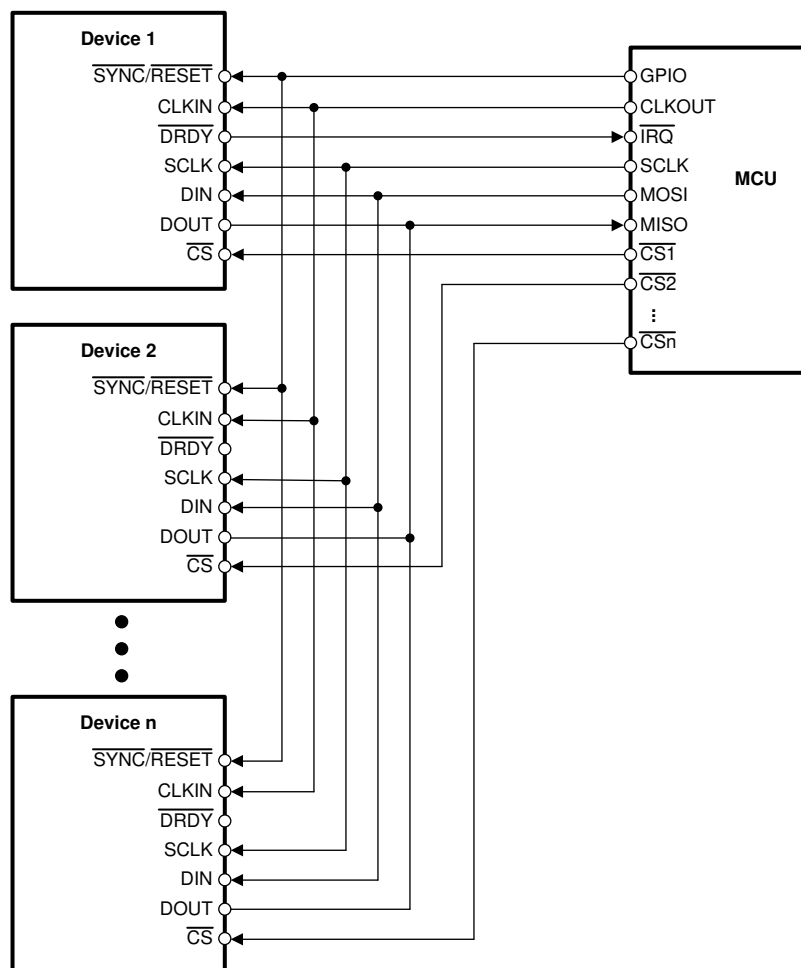 Device 1
SYNC/RESET
CLKIN
DRDY
SCLK
DIN
DOUT
CS
Device 2
SYNC/RESET
CLKIN
DRDY
SCLK
DIN
DOUT
CS
Device n
SYNC/RESET
CLKIN
DRDY
SCLK
DIN
DOUT
CS
GPIO
CLKOUT
IRQ
SCLK
MCU
MOSI
MISO
CS1
CS2
...
CSn